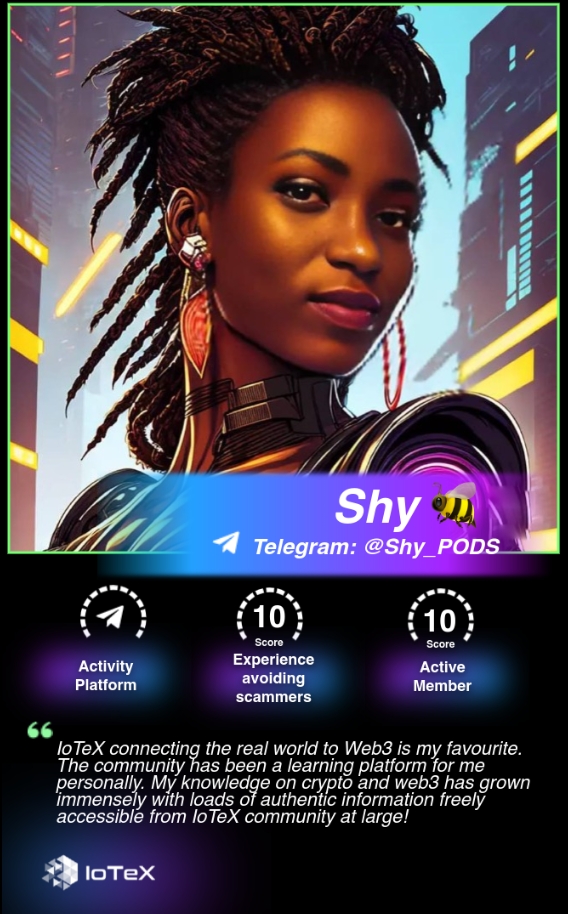 Shy
Telegram: @Shy_PODS
10
Score
10
Score
Activity
Platform
Experience
avoiding
scammers
Active
Member
IoTeX connecting the real world to Web3 is my favourite.
The community has been a learning platform for me
personally. My knowledge on crypto and web3 has grown
immensely with loads of authentic information freely
accessible from IoTeX community at large!
IoTeX